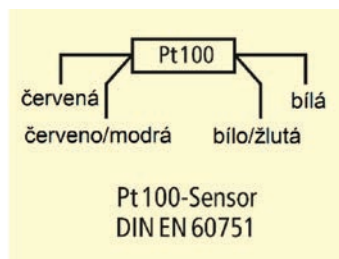 Pt100
červená
bílá
červeno/modrá
bílo/žlutá
Pt100-Sensor
DIN EN 60751